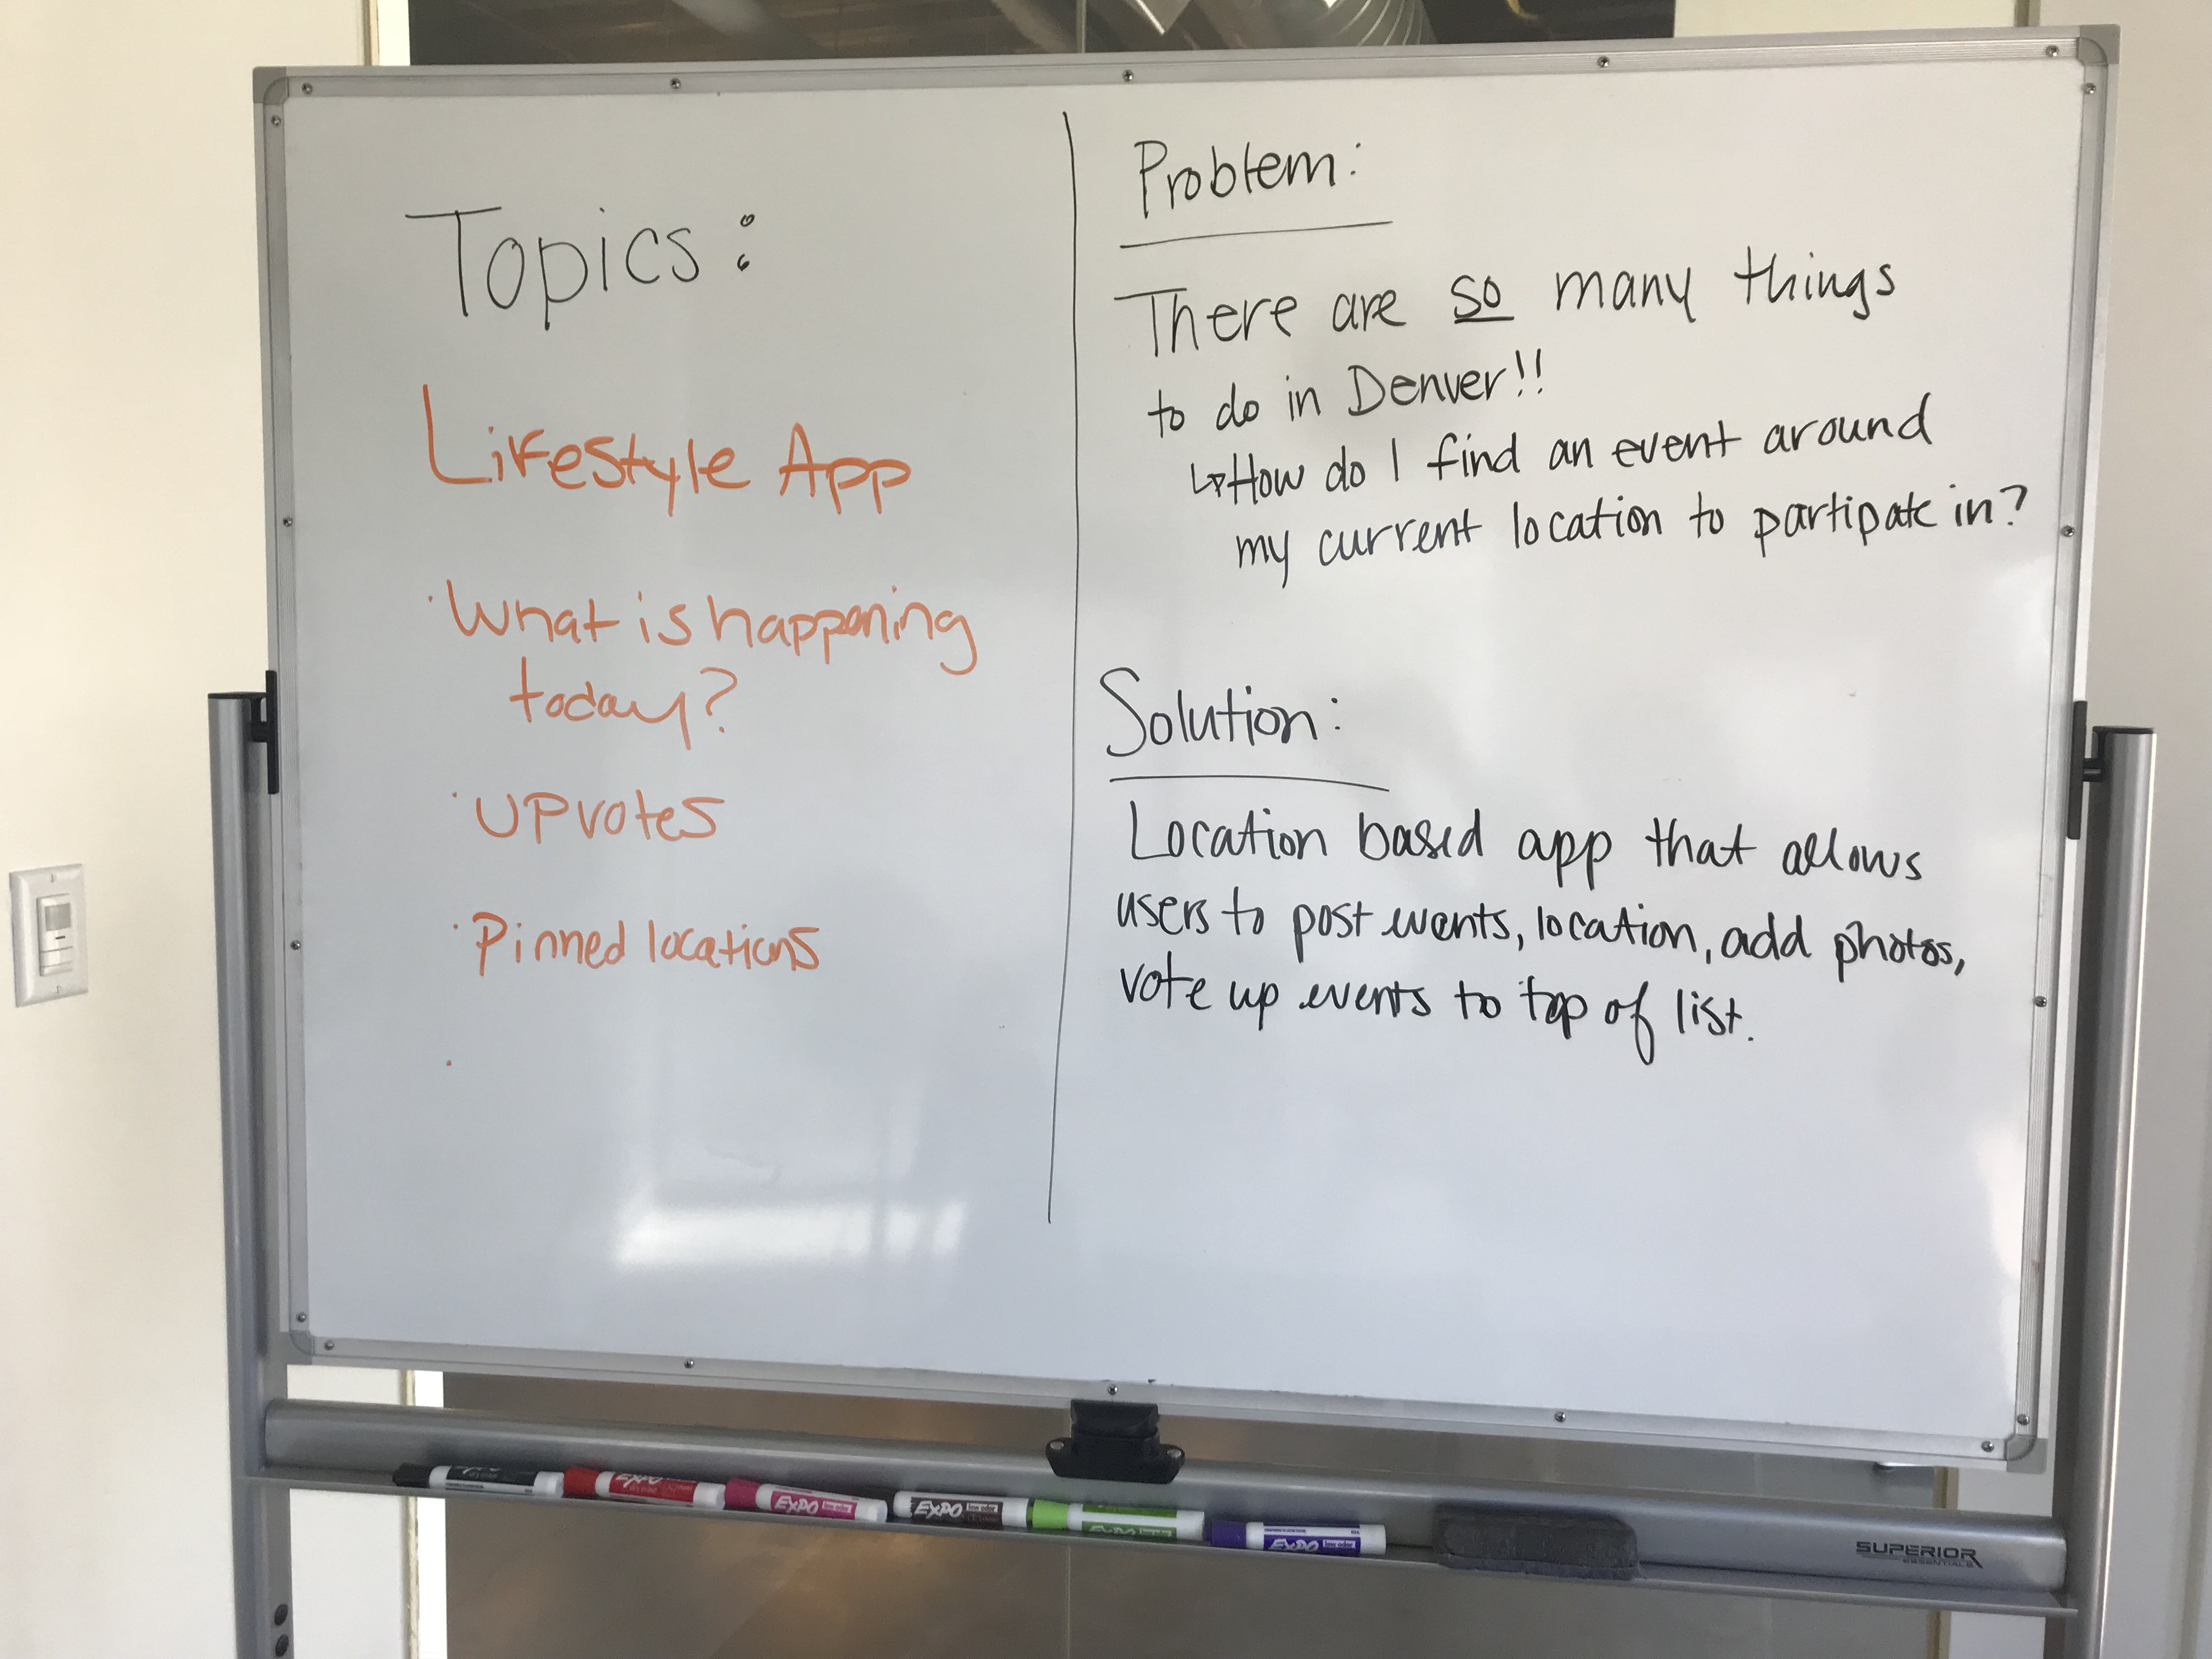 Topics:
Lifestyle App
· What is happening
today?
· Upvotes
· Pinned locations
·
Problem:
There are so many things
to do in Denver!!
↳ How do I find an event around
my current location to partipate in?
Solution:
Location based app that allows
users to post events, location, add photos,
vote up events to top of list.
EXPO
EXPO
EXPO
EXPO
SUPERIOR
ESSENTIALS